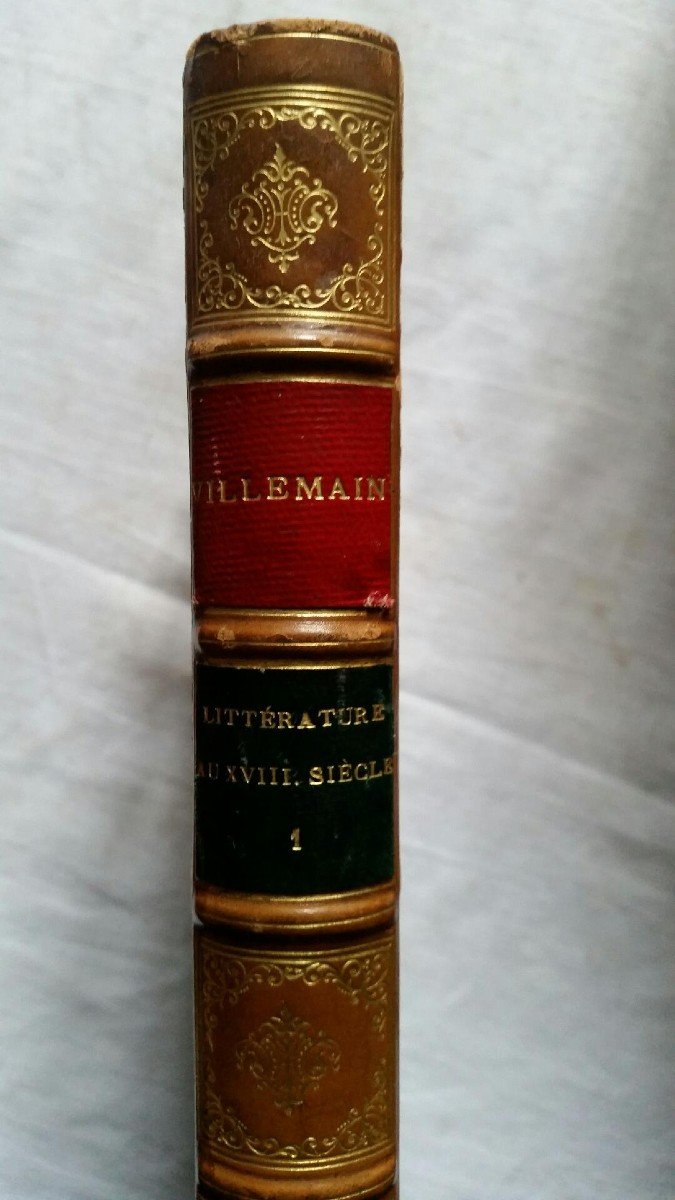 VILLEMAIN
LITTÉRATURE
AU XVIII. SIÈCLE
1